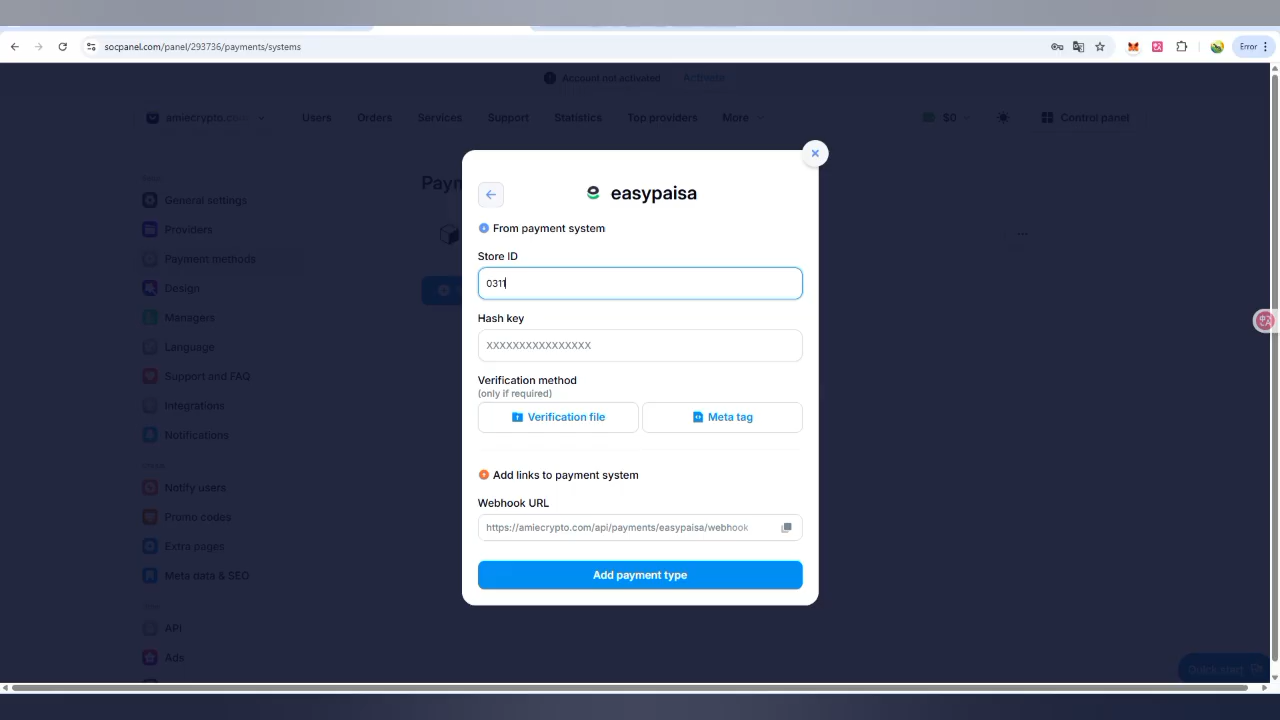 socpanel.com/panel/293736/payments/systems
Error
Account not activated
Activate
amiecrypto.co
Users
Orders
Services
Support
Statistics
Top providers
More
$0
Control panel
Paym
General settings
Providers
Payment methods
Design
Managers
Language
Support and FAQ
Integrations
Notifications
Notify users
Promo codes
Extra pages
Meta data & SEO
API
Ads
easypaisa
From payment system
Store ID
0311
Hash key
XXXXXXXXXXXXXXXX
Verification method
(only if required)
Verification file
Meta tag
Add links to payment system
Webhook URL
https://amiecrypto.com/api/payments/easypaisa/webhook
Add payment type
Quick start